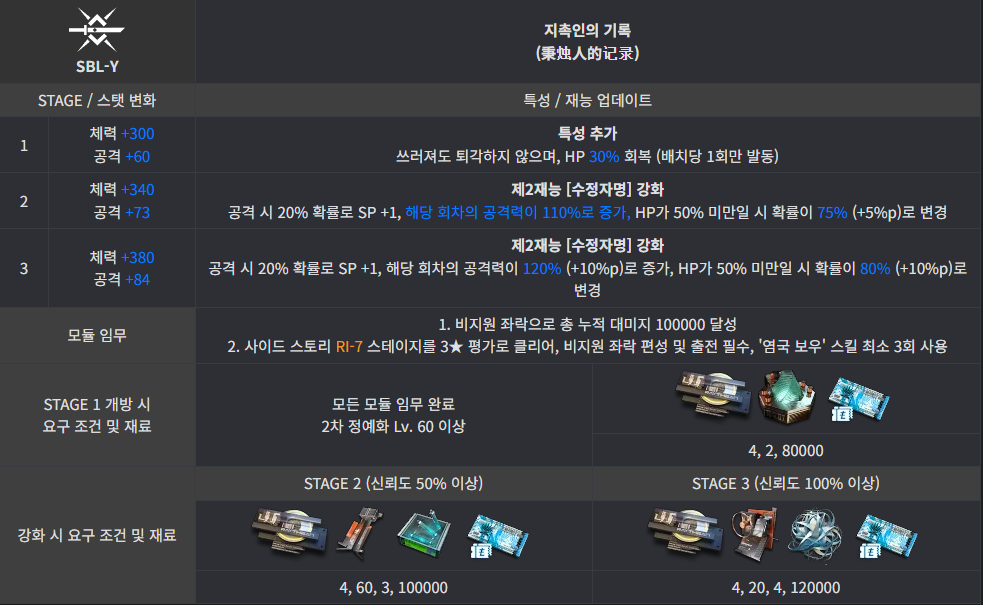 SBL-Y
지촉인의 기록
(秉烛人的记录)
STAGE / 스탯 변화
특성 / 재능 업데이트
1
체력 +300
공격 +60
특성 추가
쓰러져도 퇴각하지 않으며, HP 30% 회복 (배치당 1회만 발동)
2
체력 +340
공격 +73
제2재능 [수정자명] 강화
공격 시 20% 확률로 SP +1, 해당 회차의 공격력이 110%로 증가, HP가 50% 미만일 시 확률이 75% (+5%p)로 변경
3
체력 +380
공격 +84
제2재능 [수정자명] 강화
공격 시 20% 확률로 SP +1, 해당 회차의 공격력이 120% (+10%p)로 증가, HP가 50% 미만일 시 확률이 80% (+10%p)로
변경
모듈 임무
1. 비지원 좌락으로 총 누적 대미지 100000 달성
2. 사이드 스토리 RI-7 스테이지를 3★ 평가로 클리어, 비지원 좌락 편성 및 출전 필수, '염국 보우' 스킬 최소 3회 사용
STAGE 1 개방 시
요구 조건 및 재료
모든 모듈 임무 완료
2차 정예화 Lv. 60 이상
4, 2, 80000
강화 시 요구 조건 및 재료
STAGE 2 (신뢰도 50% 이상)
STAGE 3 (신뢰도 100% 이상)
4, 60, 3, 100000
4, 20, 4, 120000